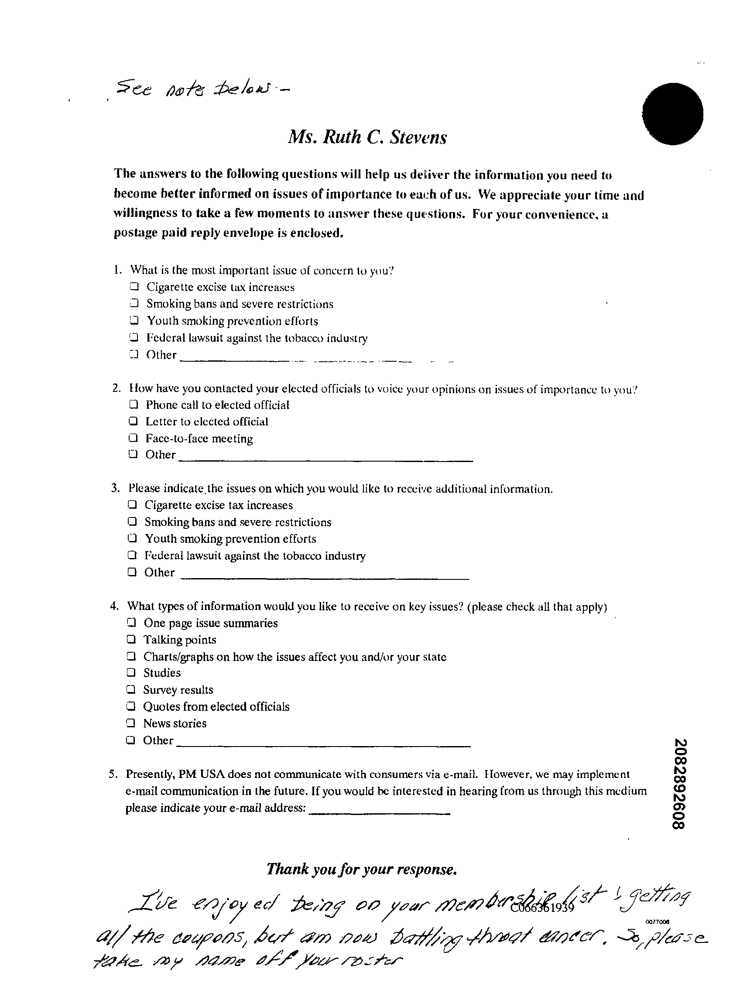 See note below -
Ms. Ruth C. Stevens
The answers to the following questions will help us deliver the information you need to
become better informed on issues of importance to each of us. We appreciate your time and
willingness to take a few moments to answer these questions. For your convenience, a
postage paid reply envelope is enclosed.
1. What is the most important issue of concern to you?
❑ Cigarette excise tax increases
❑ Smoking bans and severe restrictions
❑ Youth smoking prevention efforts
❑ Federal lawsuit against the tobacco industry
❑ Other
2. How have you contacted your elected officials to voice your opinions on issues of importance to you?
❑ Phone call to elected official
❑ Letter to elected official
❑ Face-to-face meeting
❑ Other
3. Please indicate the issues on which you would like to receive additional information.
❑ Cigarette excise tax increases
❑ Smoking bans and severe restrictions
❑ Youth smoking prevention efforts
❑ Federal lawsuit against the tobacco industry
❑ Other
4. What types of information would you like to receive on key issues? (please check all that apply)
❑ One page issue summaries
❑ Talking points
❑ Charts/graphs on how the issues affect you and/or your state
❑ Studies
❑ Survey results
❑ Quotes from elected officials
❑ News stories
❑ Other
5. Presently, PM USA does not communicate with consumers via e-mail. However, we may implement
e-mail communication in the future. If you would be interested in hearing from us through this medium
please indicate your e-mail address:
2082892608
Thank you for your response.
I've enjoyed being on your membership list & getting
all the coupons, but am now battling throat cancer. So, please
take my name off your roster